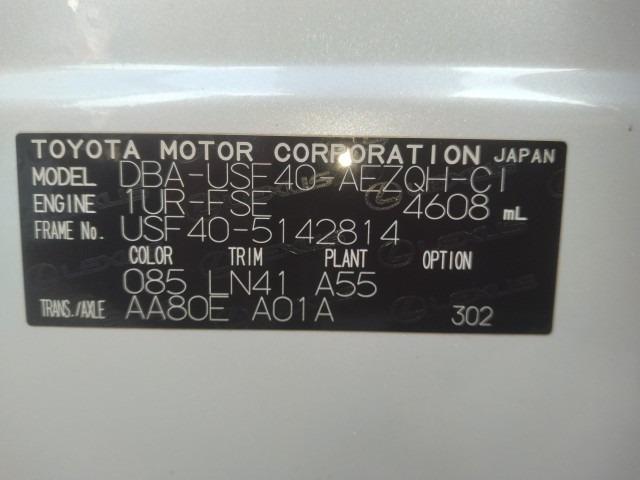 TOYOTA MOTOR CORPORATION JAPAN
MODEL DBA-USF40-AEZQH-CI
ENGINE 1UR-FSE 4608 mL
FRAME No. USF40-5142814
COLOR TRIM PLANT OPTION
085 LN41 A55
TRANS./AXLE AA80E A01A 302